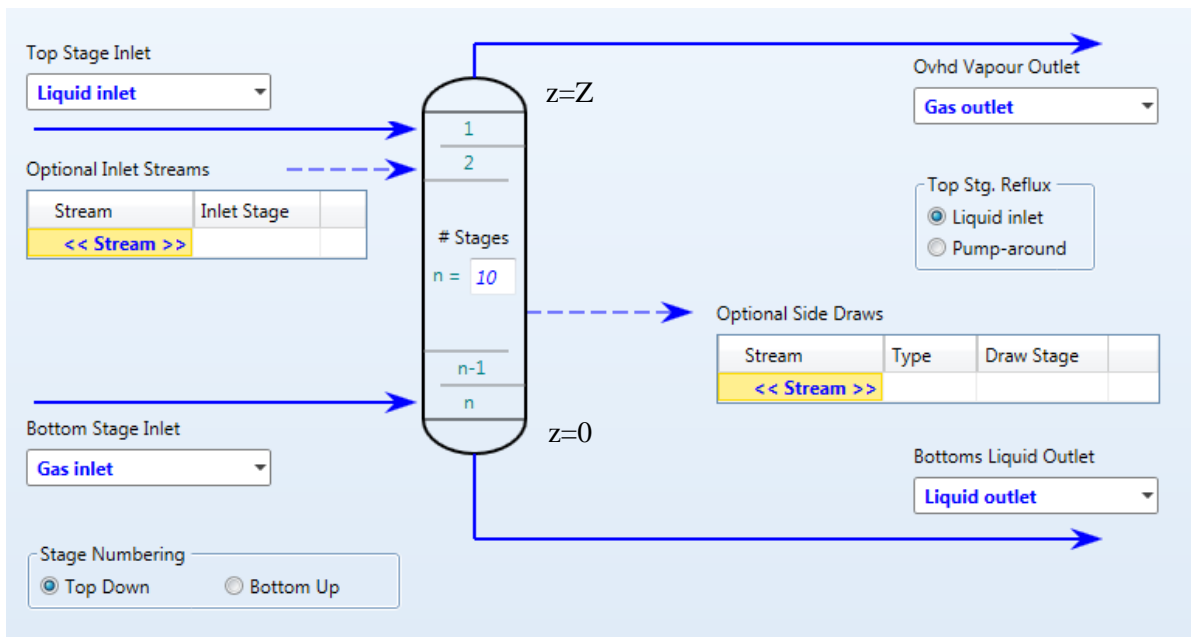 Top Stage Inlet
Liquid inlet
Optional Inlet Streams
Stream Inlet Stage
<< Stream >>
Bottom Stage Inlet
Gas inlet
Stage Numbering
Top Down Bottom Up
z=Z
1
2
# Stages
n = 10
n-1
n
z=0
Ovhd Vapour Outlet
Gas outlet
Top Stg. Reflux
Liquid inlet
Pump-around
Optional Side Draws
Stream Type Draw Stage
<< Stream >>
Bottoms Liquid Outlet
Liquid outlet